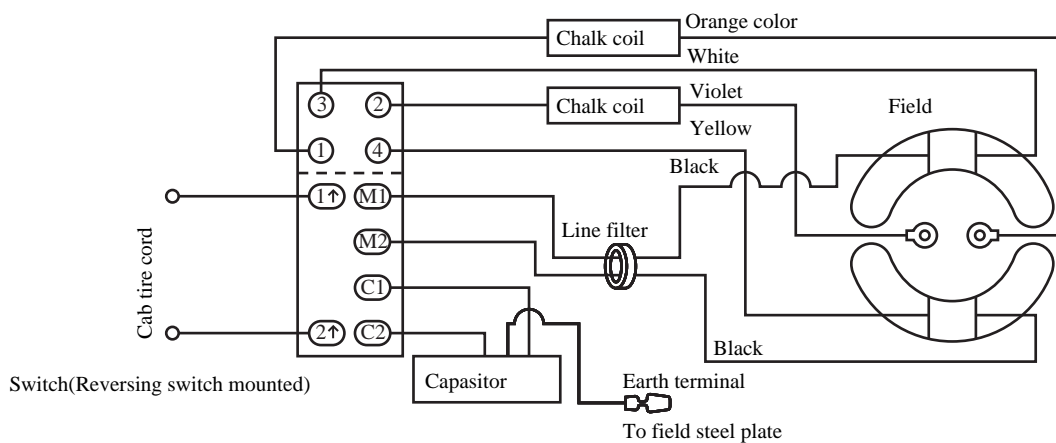 Orange color
Chalk coil
White
Violet
Chalk coil
Field
3
2
Yellow
1
4
Black
1↑
M1
Line filter
M2
Cab tire cord
C1
2↑
C2
Black
Switch(Reversing switch mounted)
Capasitor
Earth terminal
To field steel plate